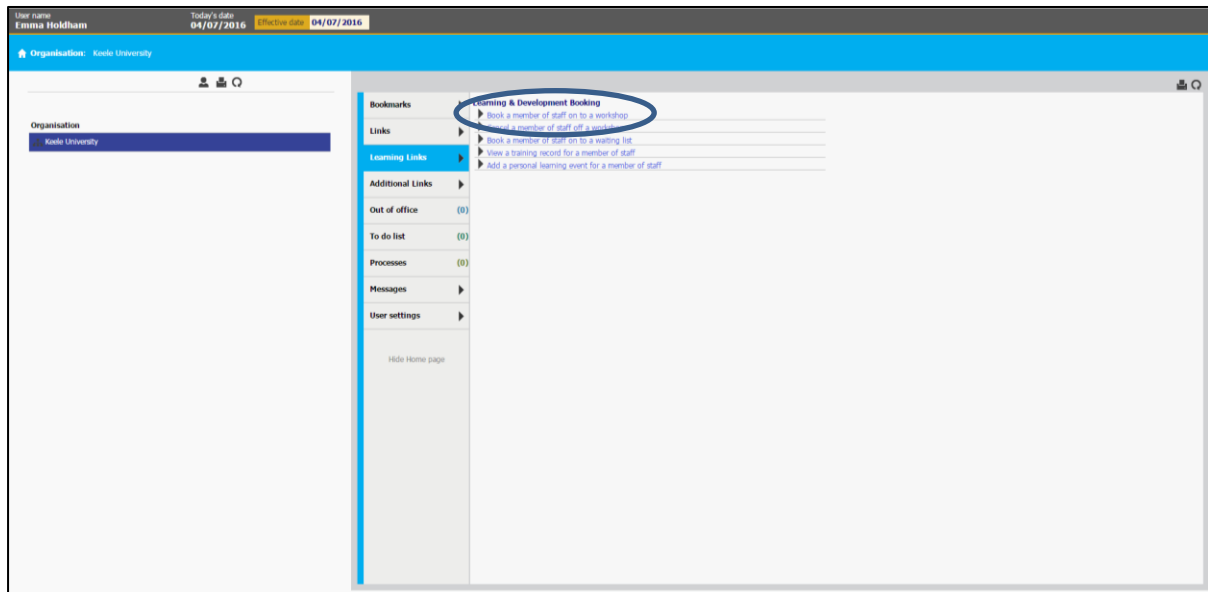 User name
Emma Holdham
Today's date
04/07/2016
Effective date 04/07/2016
Organisation: Keele University
Organisation
Keele University
Bookmarks
Links
Learning Links
Additional Links
Out of office (0)
To do list (0)
Processes (0)
Messages
User settings
Hide Home page
Learning & Development Booking
Book a member of staff on to a workshop
Cancel a member of staff off a workshop
Book a member of staff on to a waiting list
View a training record for a member of staff
Add a personal learning event for a member of staff